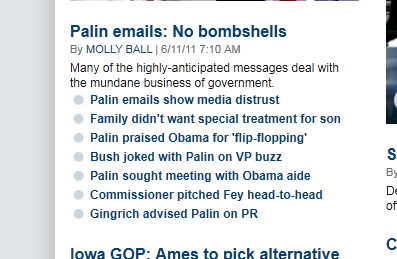 Palin emails: No bombshells
By MOLLY BALL | 6/11/11 7:10 AM
Many of the highly-anticipated messages deal with
the mundane business of government.
Palin emails show media distrust
Family didn't want special treatment for son
Palin praised Obama for 'flip-flopping'
Bush joked with Palin on VP buzz
Palin sought meeting with Obama aide
Commissioner pitched Fey head-to-head
Gingrich advised Palin on PR
Iowa GOP: Ames to pick alternative